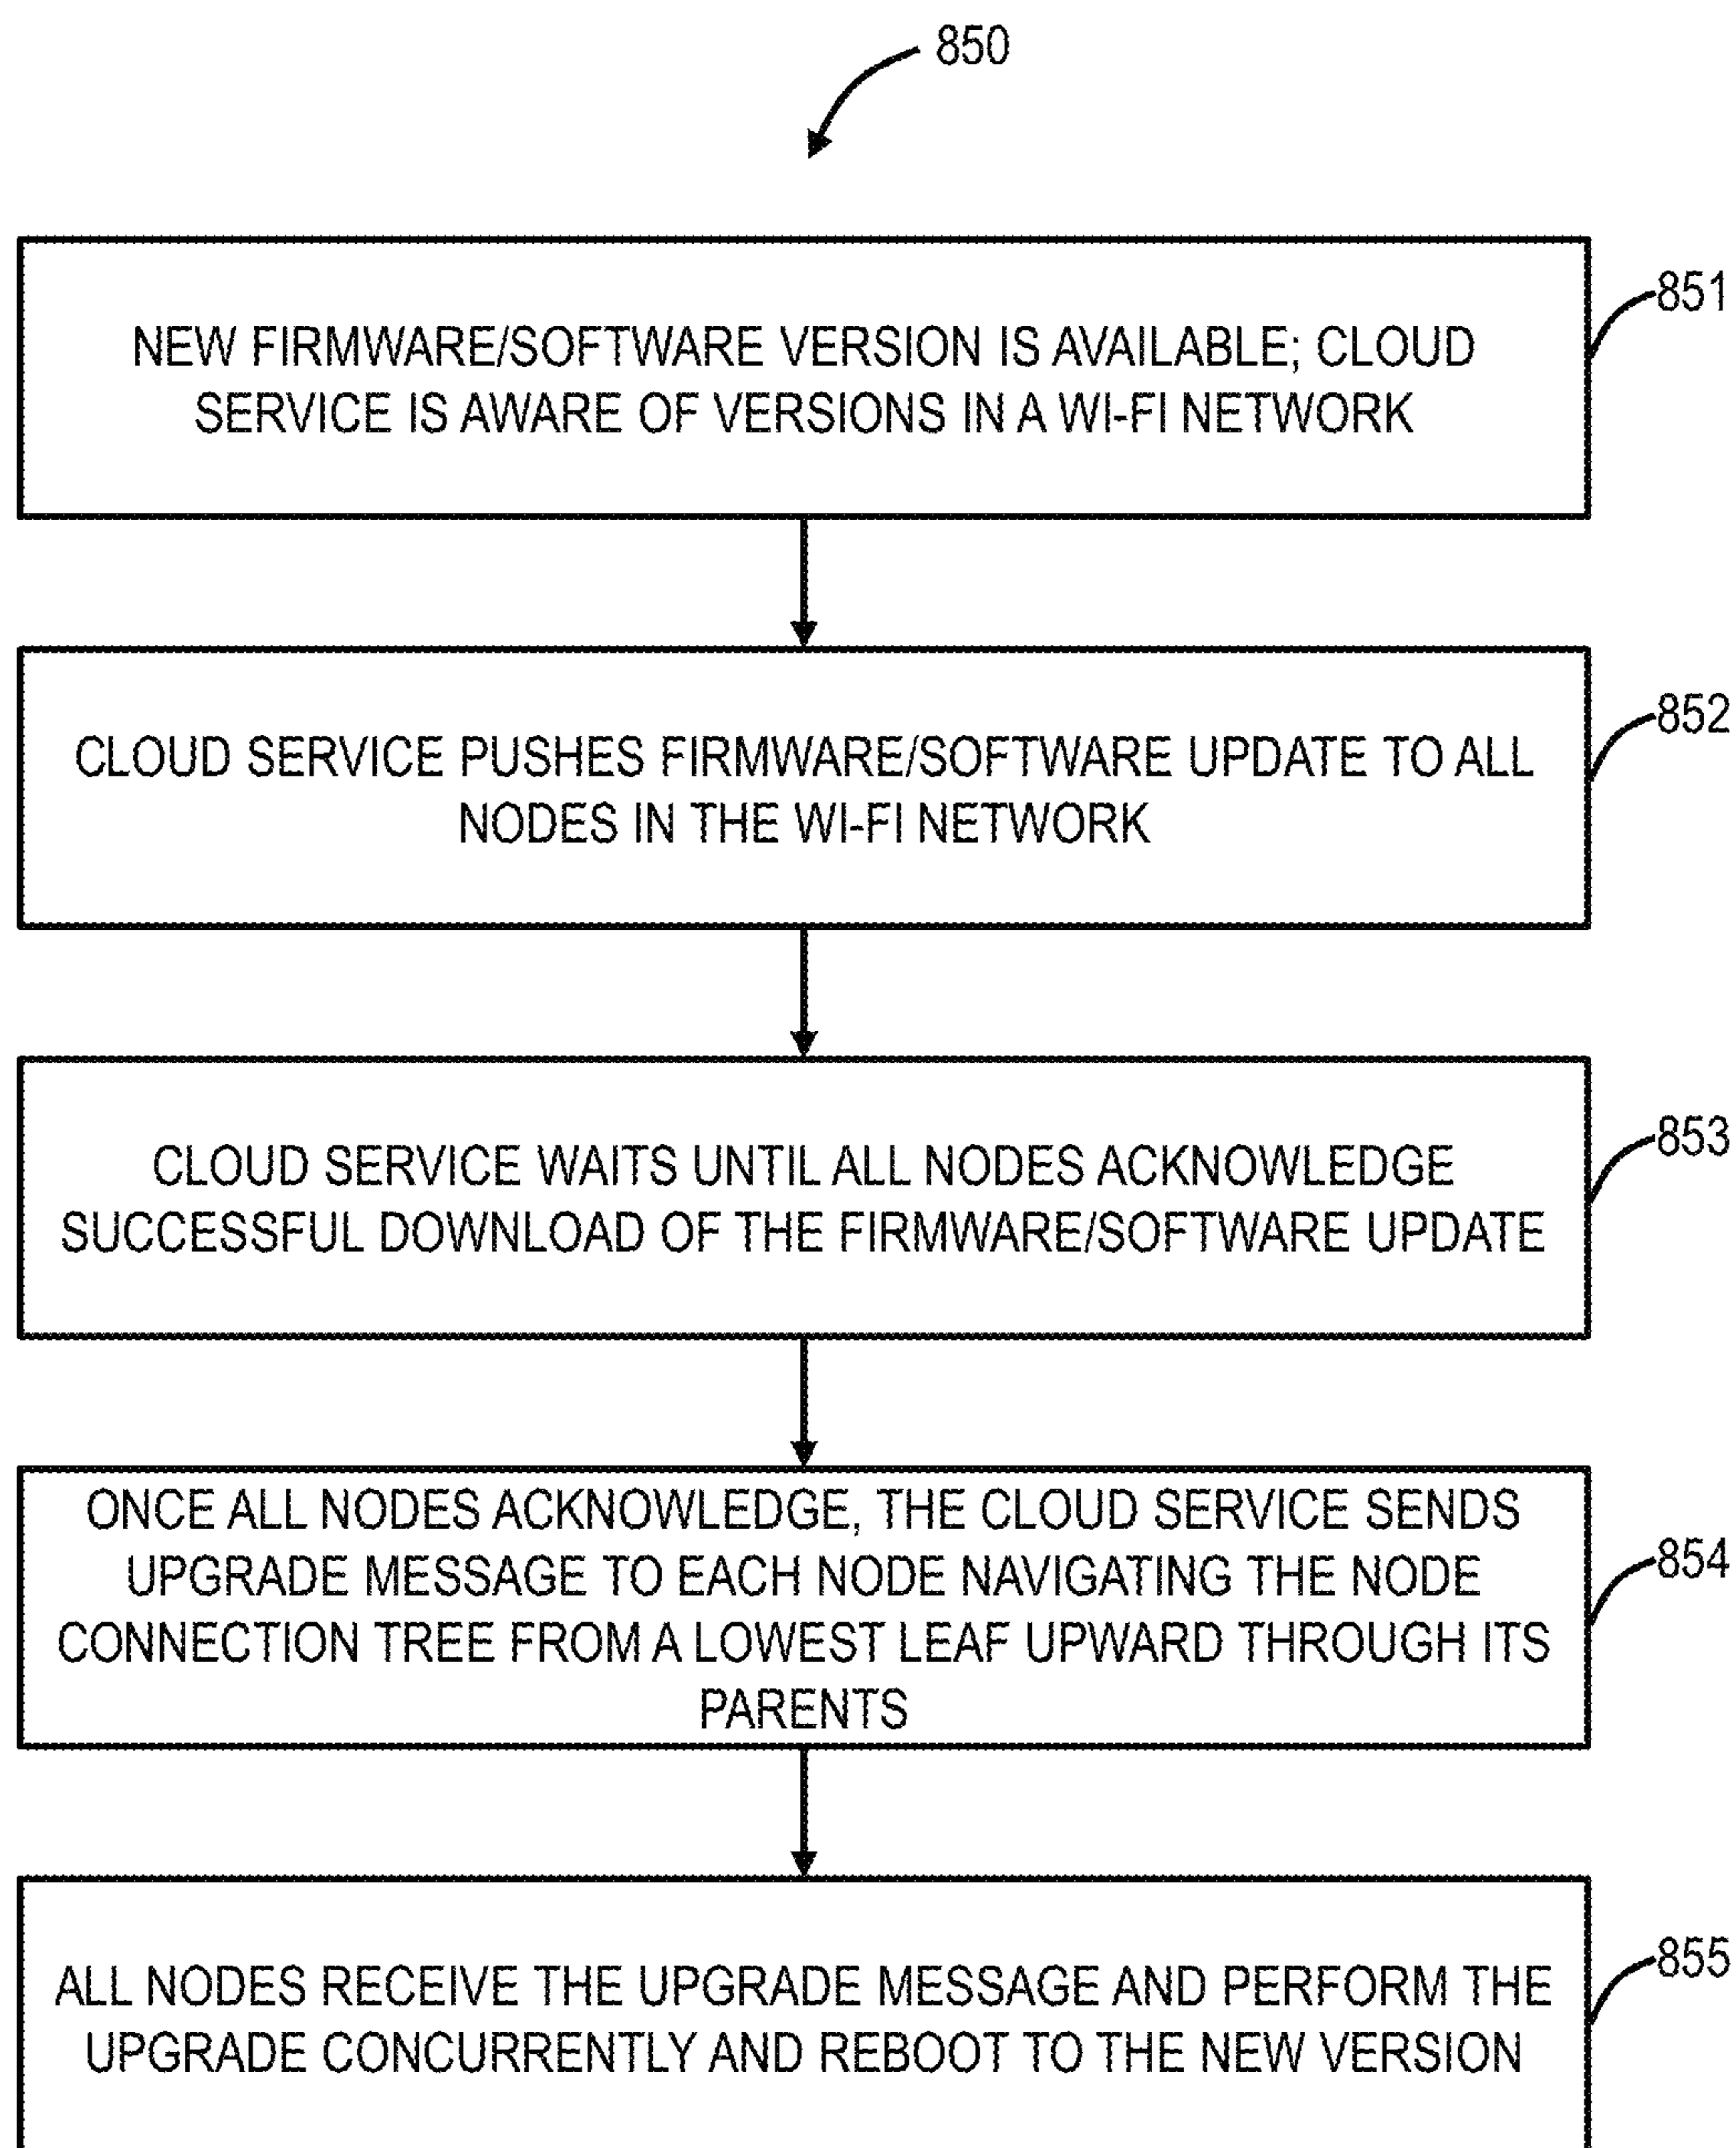 850
NEW FIRMWARE/SOFTWARE VERSION IS AVAILABLE; CLOUD
SERVICE IS AWARE OF VERSIONS IN A WI-FI NETWORK
851
CLOUD SERVICE PUSHES FIRMWARE/SOFTWARE UPDATE TO ALL
NODES IN THE WI-FI NETWORK
852
CLOUD SERVICE WAITS UNTIL ALL NODES ACKNOWLEDGE
SUCCESSFUL DOWNLOAD OF THE FIRMWARE/SOFTWARE UPDATE
853
ONCE ALL NODES ACKNOWLEDGE, THE CLOUD SERVICE SENDS
UPGRADE MESSAGE TO EACH NODE NAVIGATING THE NODE
CONNECTION TREE FROM A LOWEST LEAF UPWARD THROUGH ITS
PARENTS
854
ALL NODES RECEIVE THE UPGRADE MESSAGE AND PERFORM THE
UPGRADE CONCURRENTLY AND REBOOT TO THE NEW VERSION
855